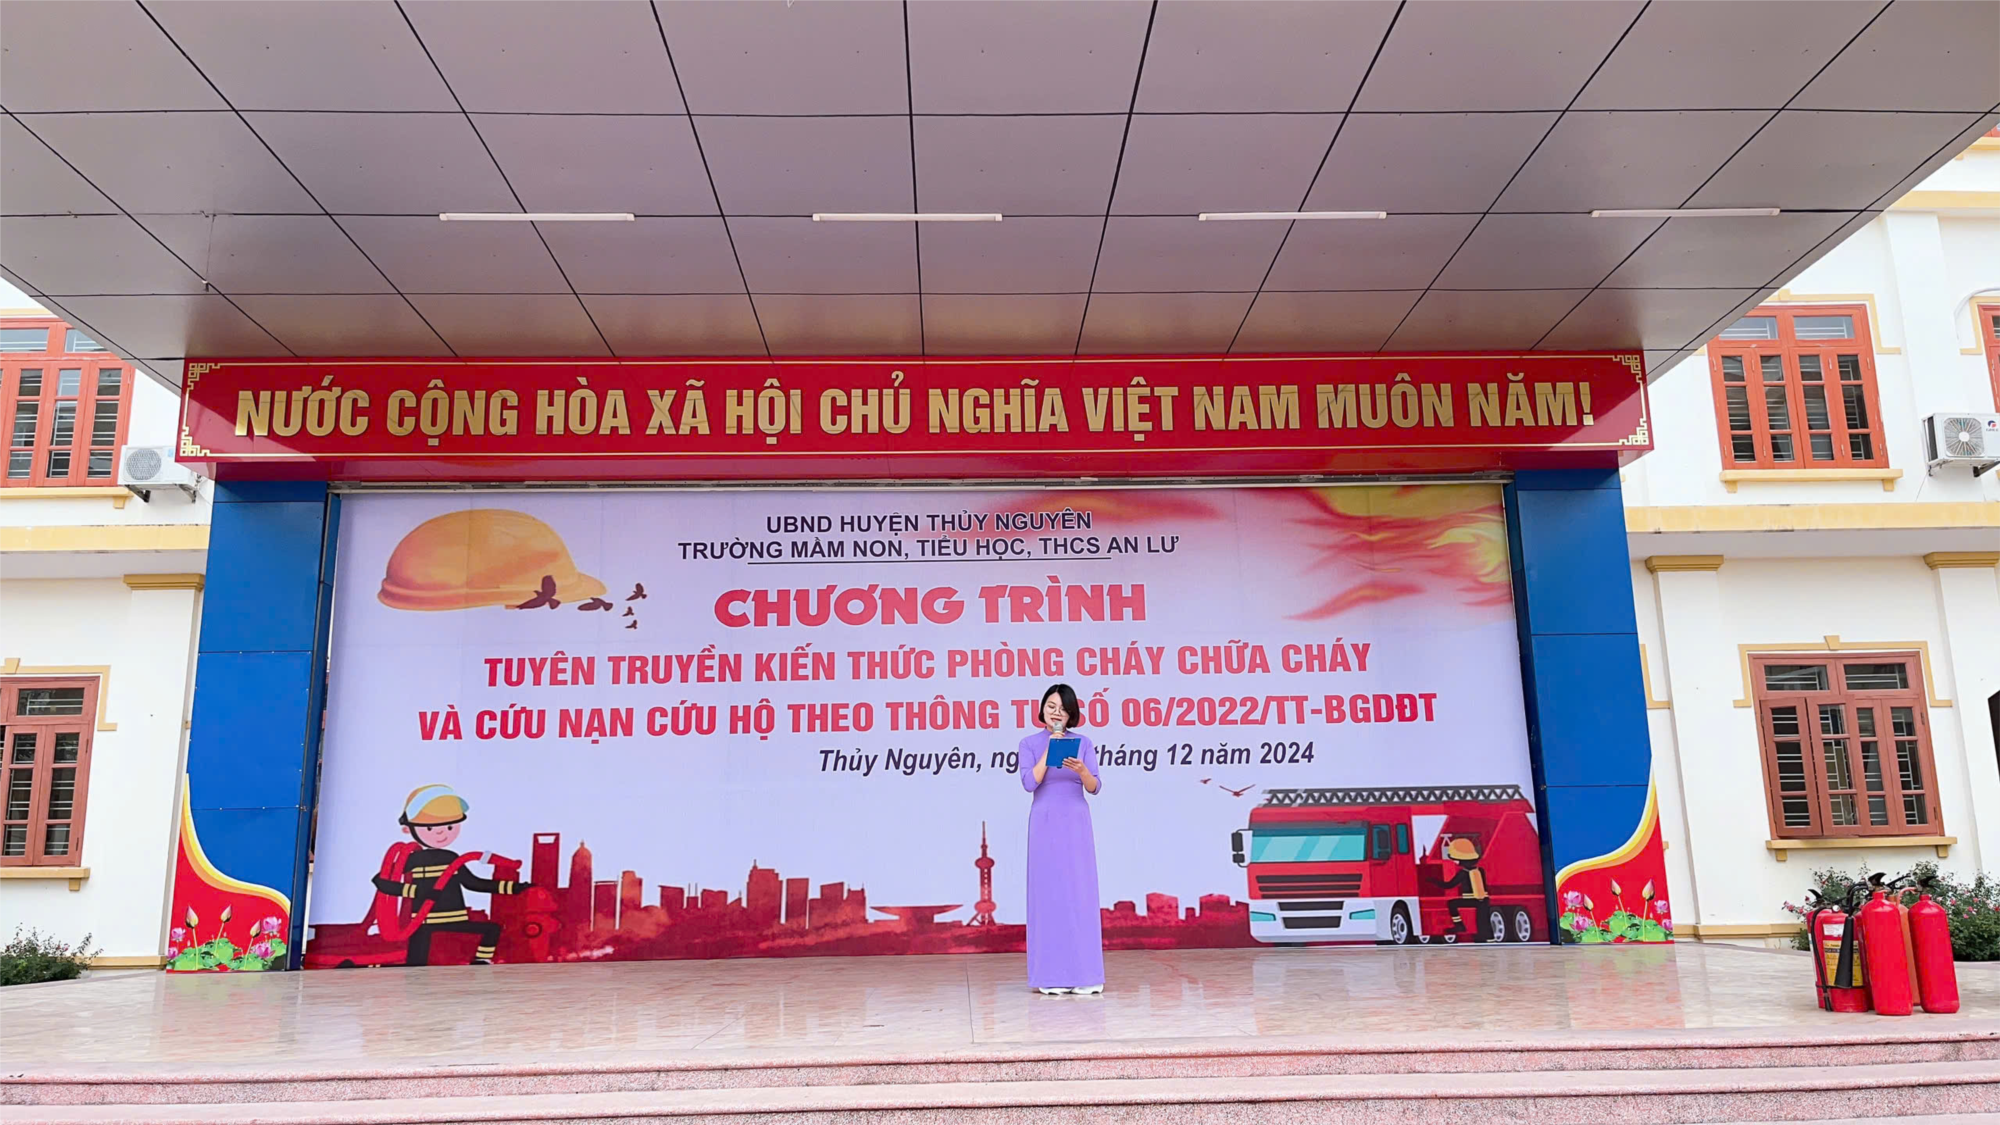 NƯỚC CỘNG HÒA XÃ HỘI CHỦ NGHĨA VIỆT NAM MUÔN NĂM!
UBND HUYỆN THỦY NGUYÊN
TRƯỜNG MẦM NON, TIỂU HỌC, THCS AN LƯ
CHƯƠNG TRÌNH
TUYÊN TRUYỀN KIẾN THỨC PHÒNG CHÁY CHỮA CHÁY
VÀ CỨU NẠN CỨU HỘ THEO THÔNG TƯ SỐ 06/2022/TT-BGDĐT
Thủy Nguyên, tháng 12 năm 2024